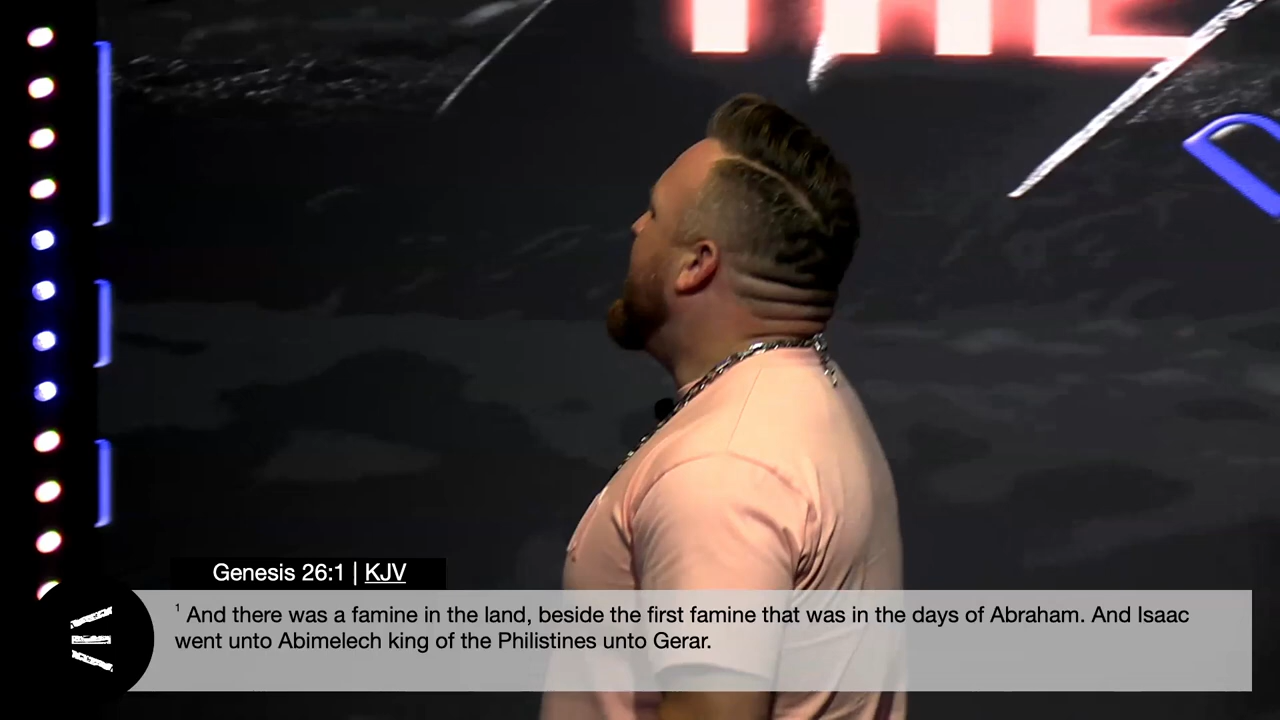 THE
Genesis 26:1 | KJV
1 And there was a famine in the land, beside the first famine that was in the days of Abraham. And Isaac
went unto Abimelech king of the Philistines unto Gerar.